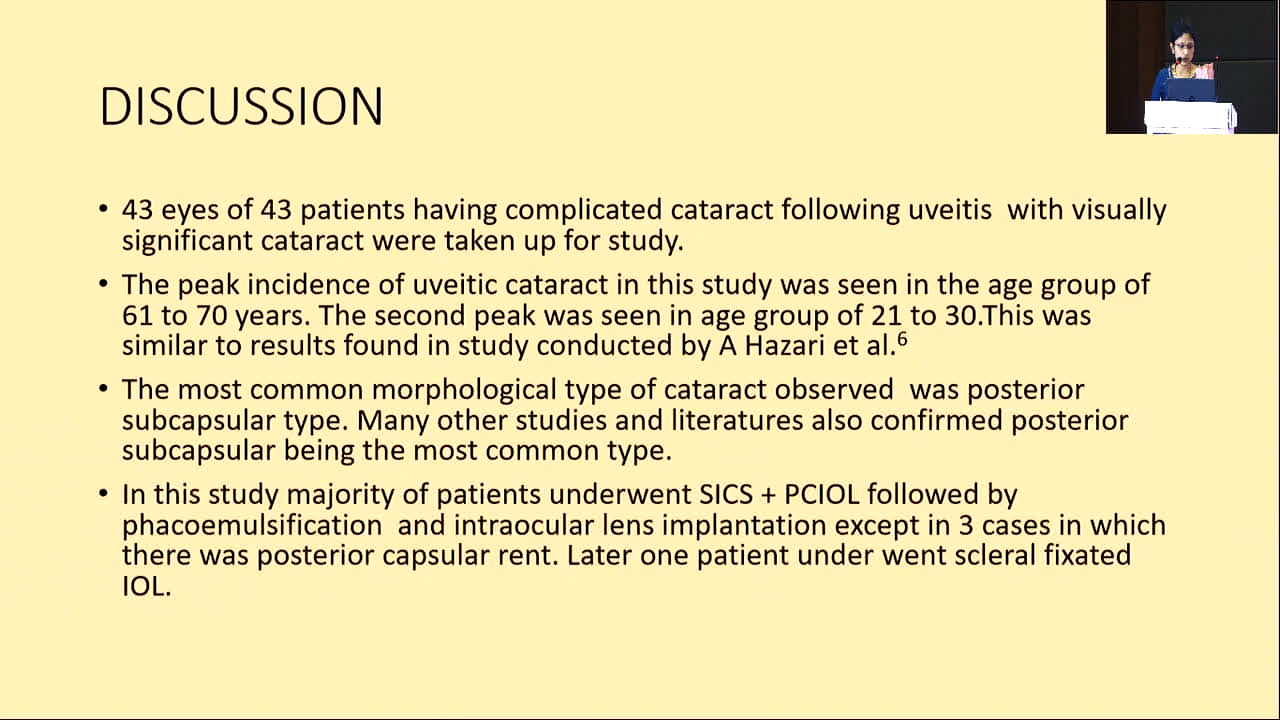 DISCUSSION
• 43 eyes of 43 patients having complicated cataract following uveitis  with visually
significant cataract were taken up for study.
• The peak incidence of uveitic cataract in this study was seen in the age group of
61 to 70 years. The second peak was seen in age group of 21 to 30.This was
similar to results found in study conducted by A Hazari et al.⁶
• The most common morphological type of cataract observed  was posterior
subcapsular type. Many other studies and literatures also confirmed posterior
subcapsular being the most common type.
• In this study majority of patients underwent SICS + PCIOL followed by
phacoemulsification  and intraocular lens implantation except in 3 cases in which
there was posterior capsular rent. Later one patient under went scleral fixated
IOL.